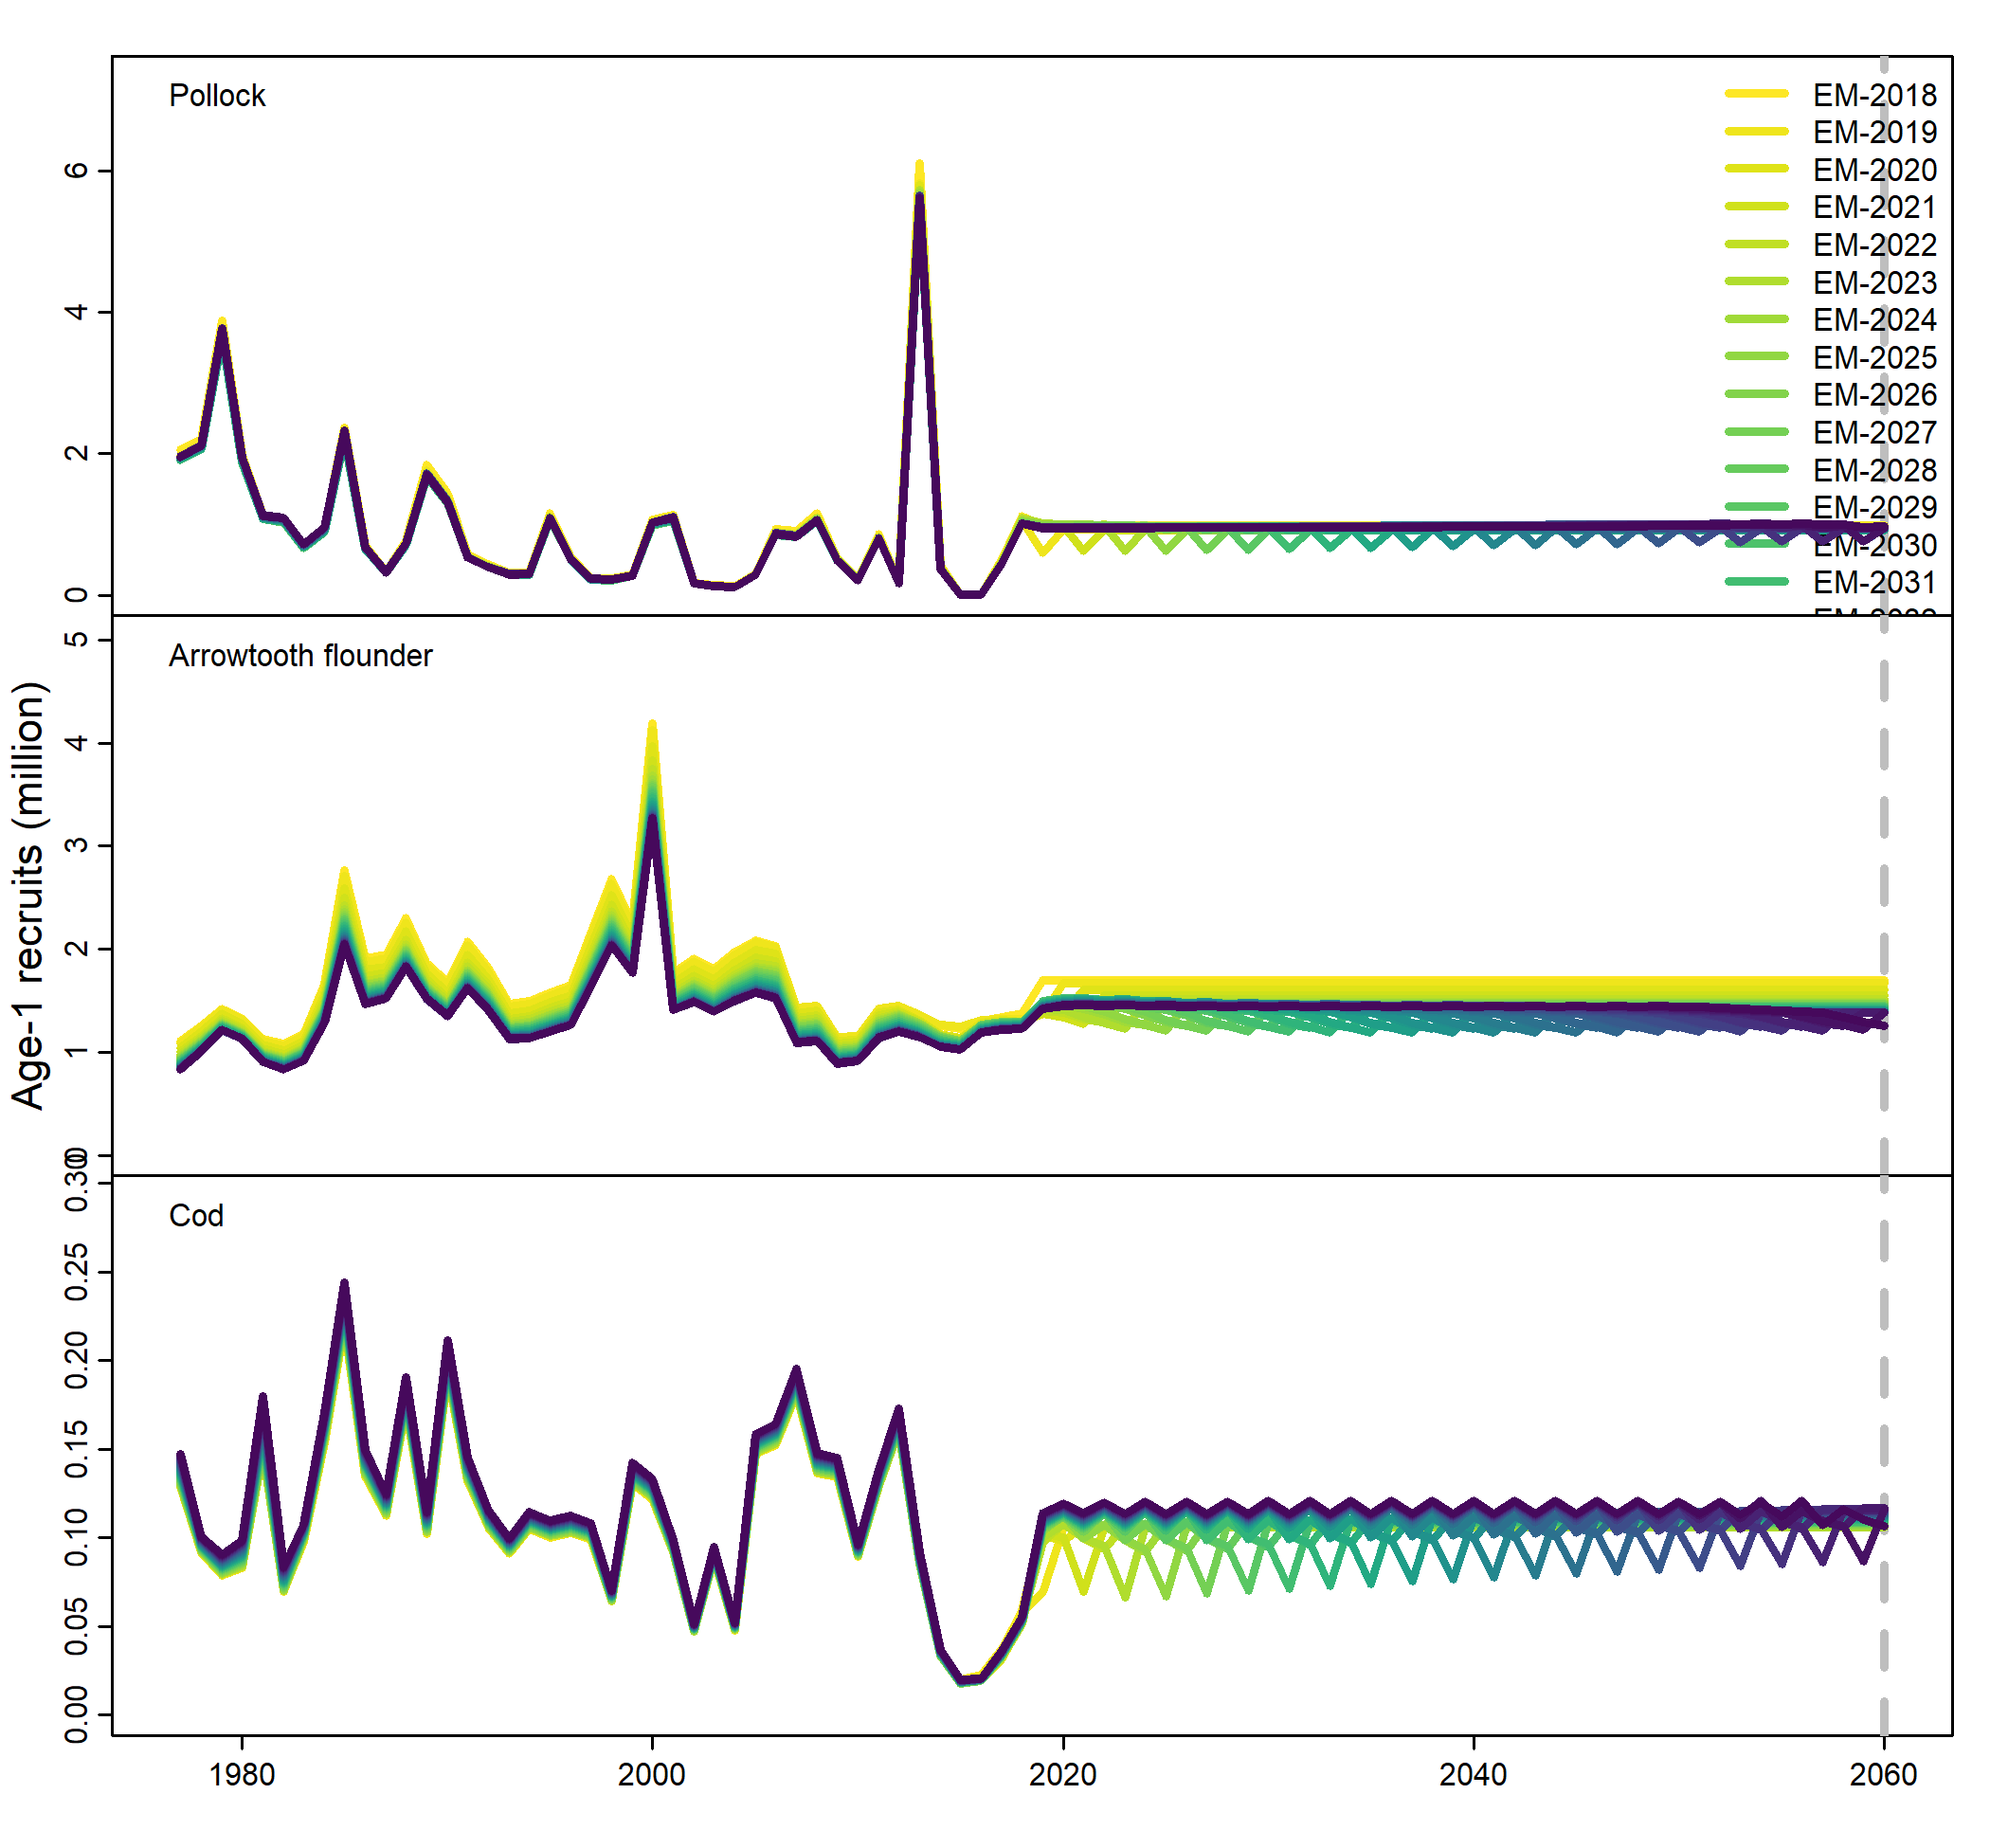 Pollock
EM-2018
EM-2019
EM-2020
EM-2021
EM-2022
EM-2023
EM-2024
EM-2025
EM-2026
EM-2027
EM-2028
EM-2029
EM-2030
EM-2031
6
4
2
0
Arrowtooth flounder
5
4
3
2
1
0
Age-1 recruits (million)
Cod
0.30
0.25
0.20
0.15
0.10
0.05
0.00
1980 2000 2020 2040 2060